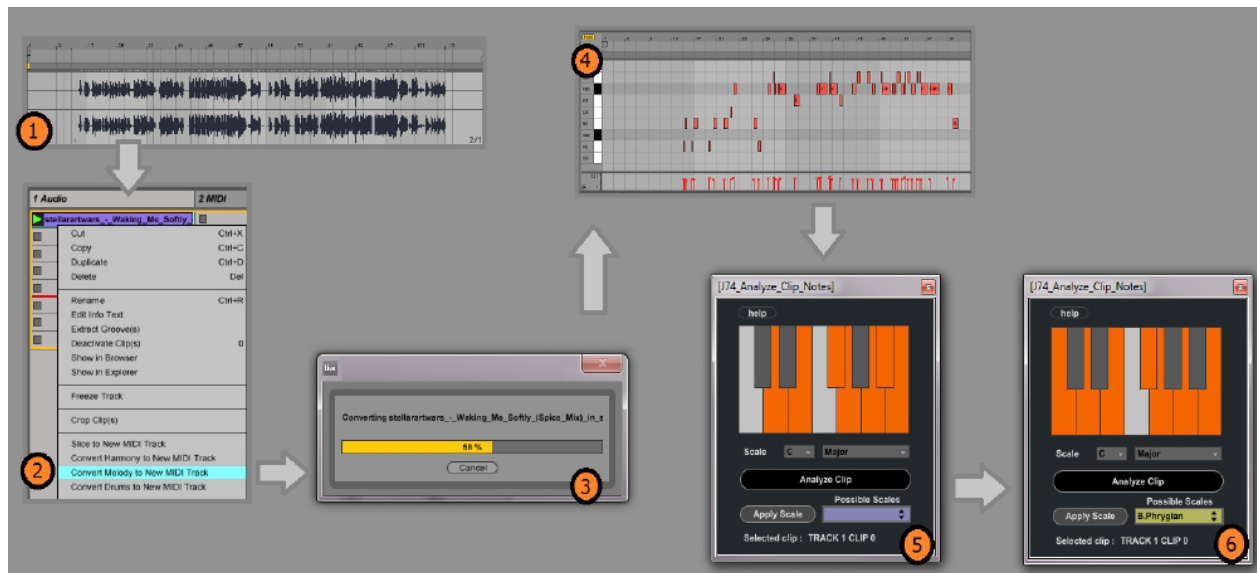 1
2/1
1 Audio 2 MIDI
stellarartwars_-_Waking_Me_Softly_
Cut Ctrl+X
Copy Ctrl+C
Duplicate Ctrl+D
Delete Del
Rename Ctrl+R
Edit Info Text
Extract Groove(s)
Deactivate Clip(s) 0
Show in Browser
Show in Explorer
Freeze Track
Crop Clip(s)
Slice to New MIDI Track
Convert Harmony to New MIDI Track
2
Convert Melody to New MIDI Track
Convert Drums to New MIDI Track
live
Converting stellarartwars_-_Waking_Me_Softly_(Spice_Mix)_in_s
58 %
Cancel
3
4
[J74_Analyze_Clip_Notes]
help
Scale C Major
Analyze Clip
Possible Scales
Apply Scale
Selected clip : TRACK 1 CLIP 0
5
[J74_Analyze_Clip_Notes]
help
Scale C Major
Analyze Clip
Possible Scales
Apply Scale B.Phrygian
Selected clip : TRACK 1 CLIP 0
6